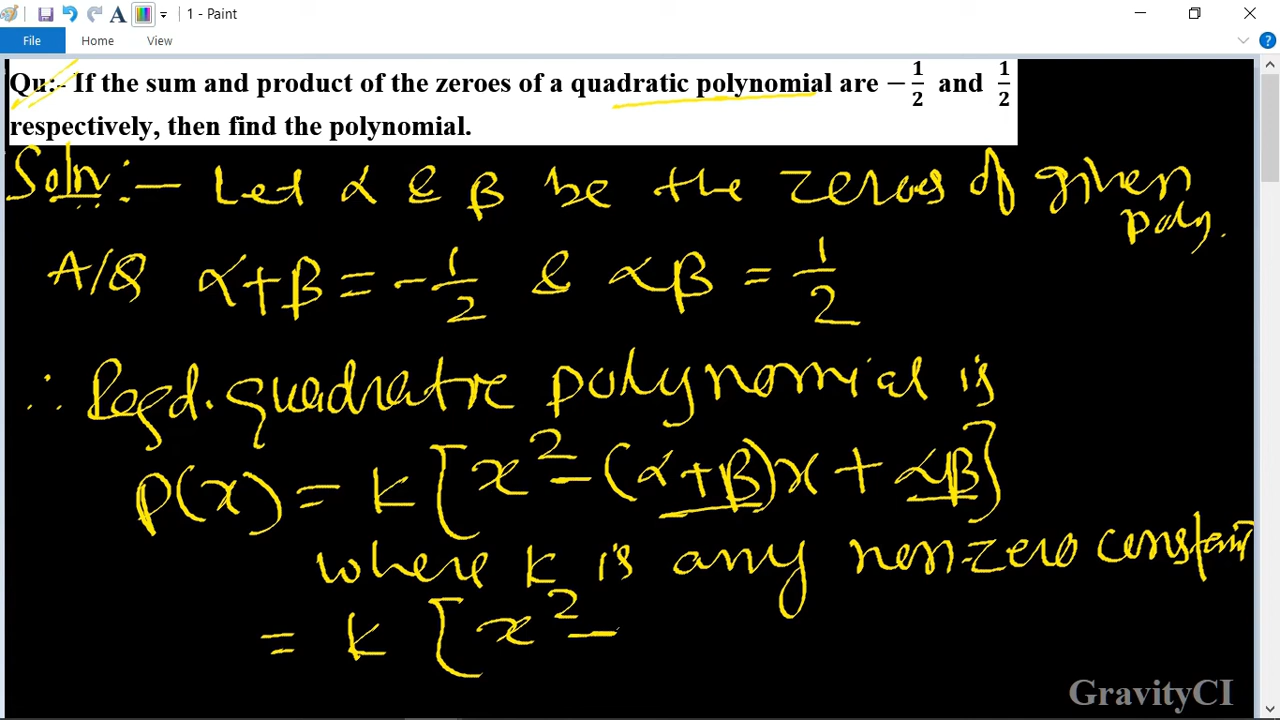 1 - Paint
File Home View
Qu:- If the sum and product of the zeroes of a quadratic polynomial are −1/2 and 1/2
respectively, then find the polynomial.
Soln:- Let α & β be the zeroes of given
poly.
A/Q α+β = -1/2 & αβ = 1/2
∴ Reqd. quadratic polynomial is
P(x) = k [x² - (α+β)x + αβ]
where k is any non-zero constant
= k [x² -
GravityCI